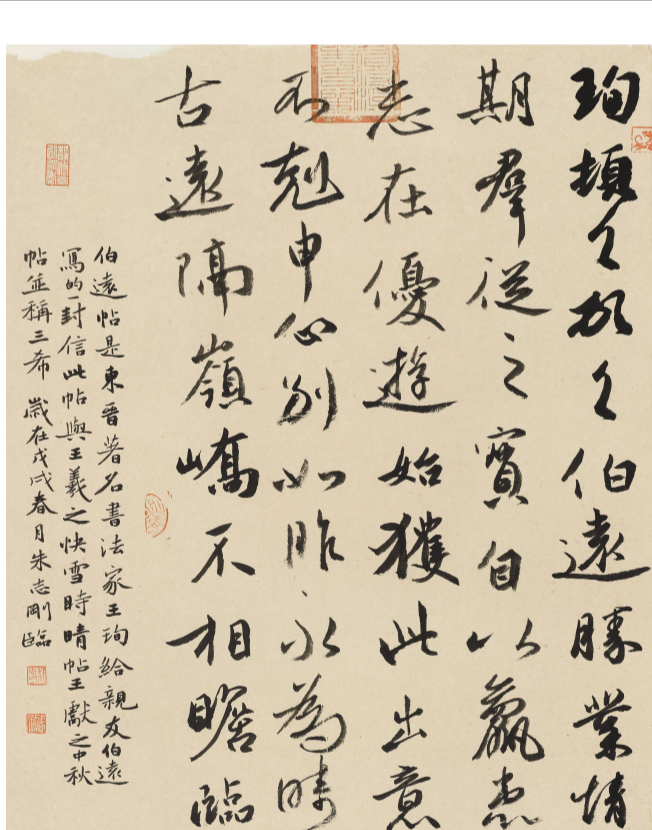 珣頓首頓首伯遠勝業情
期羣從之寶自以羸患
志在優遊始獲此出意
不剋申分別如昨永為疇
古遠隔嶺嶠不相瞻臨
伯遠帖是東晉著名書法家王珣給親友伯遠
寫的一封信此帖與王羲之快雪時晴帖王獻之中秋
帖並稱三希 歲在戊戌春月朱志剛臨